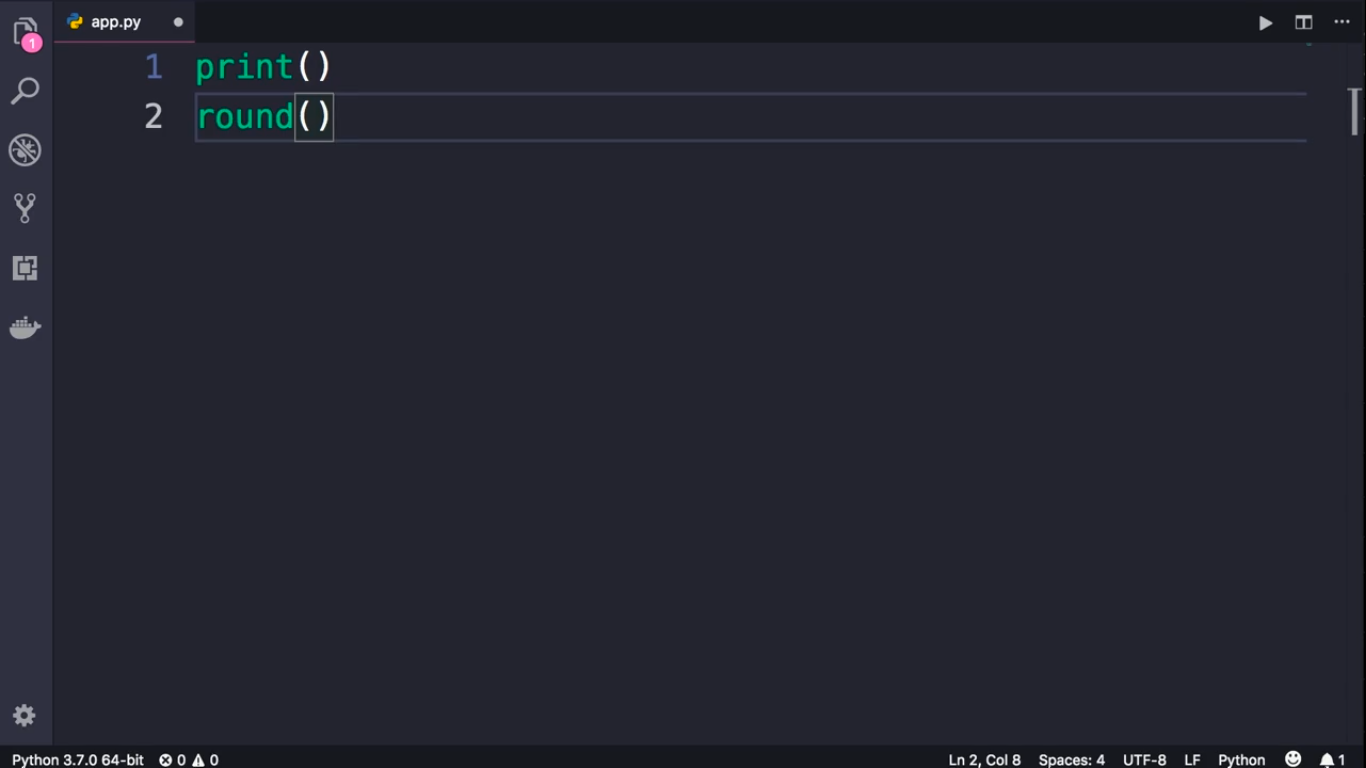 app.py
1
1 print()
2 round()
Python 3.7.0 64-bit 0 0 Ln 2, Col 8 Spaces: 4 UTF-8 LF Python 1